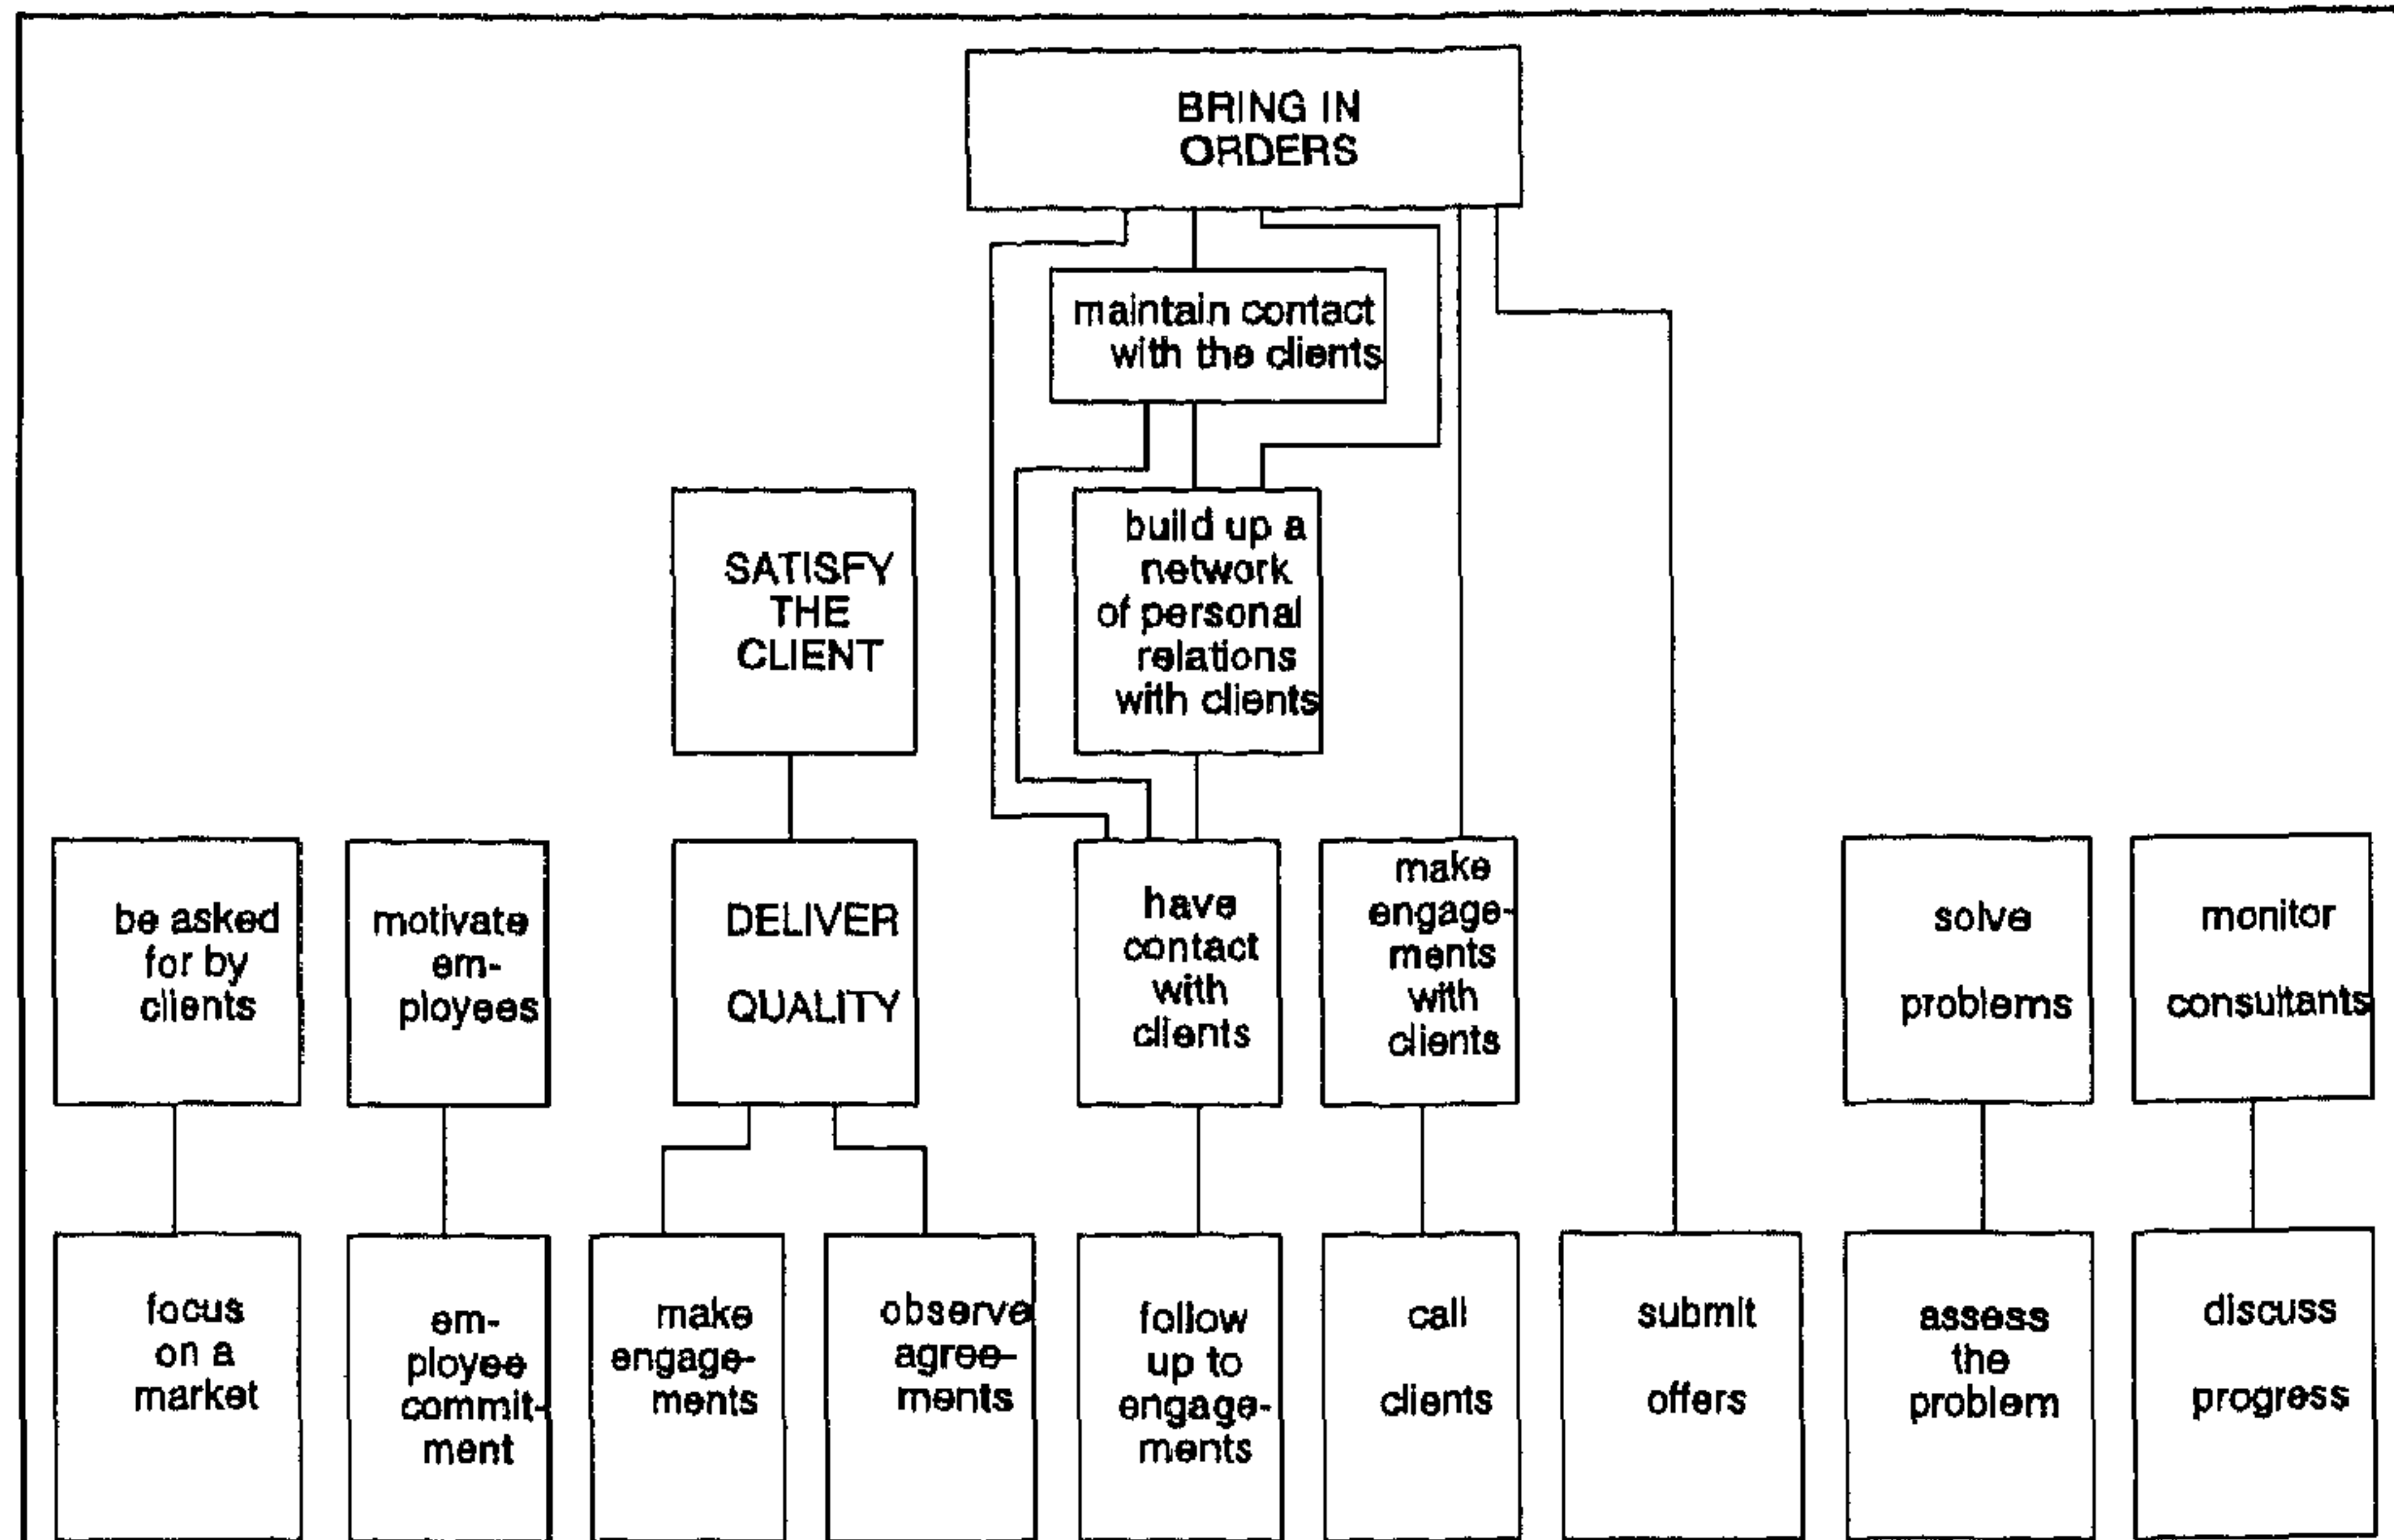 BRING IN
ORDERS
maintain contact
with the clients
build up a
network
of personal
relations
with clients
SATISFY
THE
CLIENT
be asked
for by
clients
motivate
em-
ployees
DELIVER
QUALITY
have
contact
with
clients
make
engage-
ments
with
clients
solve
problems
monitor
consultants
focus
on a
market
em-
ployee
commit-
ment
make
engage-
ments
observe
agree-
ments
follow
up to
engage-
ments
call
clients
submit
offers
assess
the
problem
discuss
progress